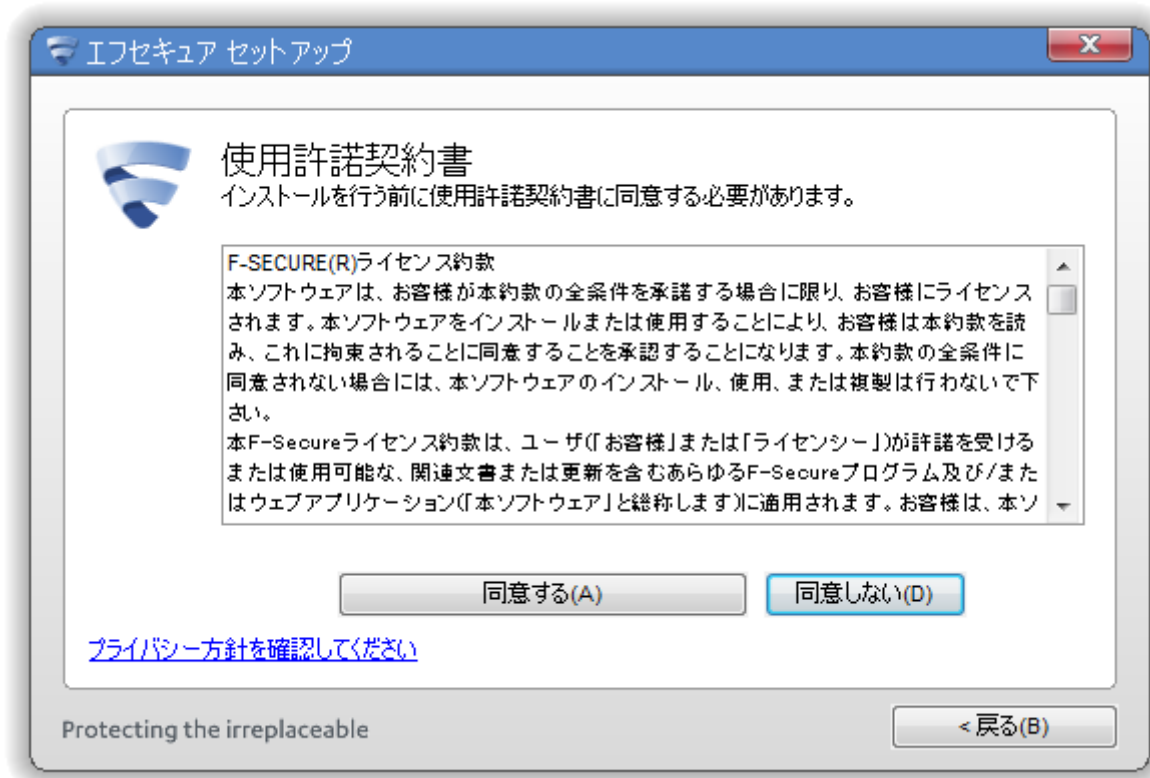 エフセキュア セットアップ
使用許諾契約書
インストールを行う前に使用許諾契約書に同意する必要があります。
F-SECURE(R)ライセンス約款
本ソフトウェアは、お客様が本約款の全条件を承諾する場合に限り、お客様にライセンス
されます。本ソフトウェアをインストールまたは使用することにより、お客様は本約款を読
み、これに拘束されることに同意することを承認することになります。本約款の全条件に
同意されない場合には、本ソフトウェアのインストール、使用、または複製は行わないで下
さい。
本F-Secureライセンス約款は、ユーザ(「お客様」または「ライセンシー」)が許諾を受ける
または使用可能な、関連文書または更新を含むあらゆるF-Secureプログラム及び/また
はウェブアプリケーション(「本ソフトウェア」と総称します)に適用されます。お客様は、本ソ
同意する(A)
同意しない(D)
プライバシー方針を確認してください
Protecting the irreplaceable
< 戻る(B)